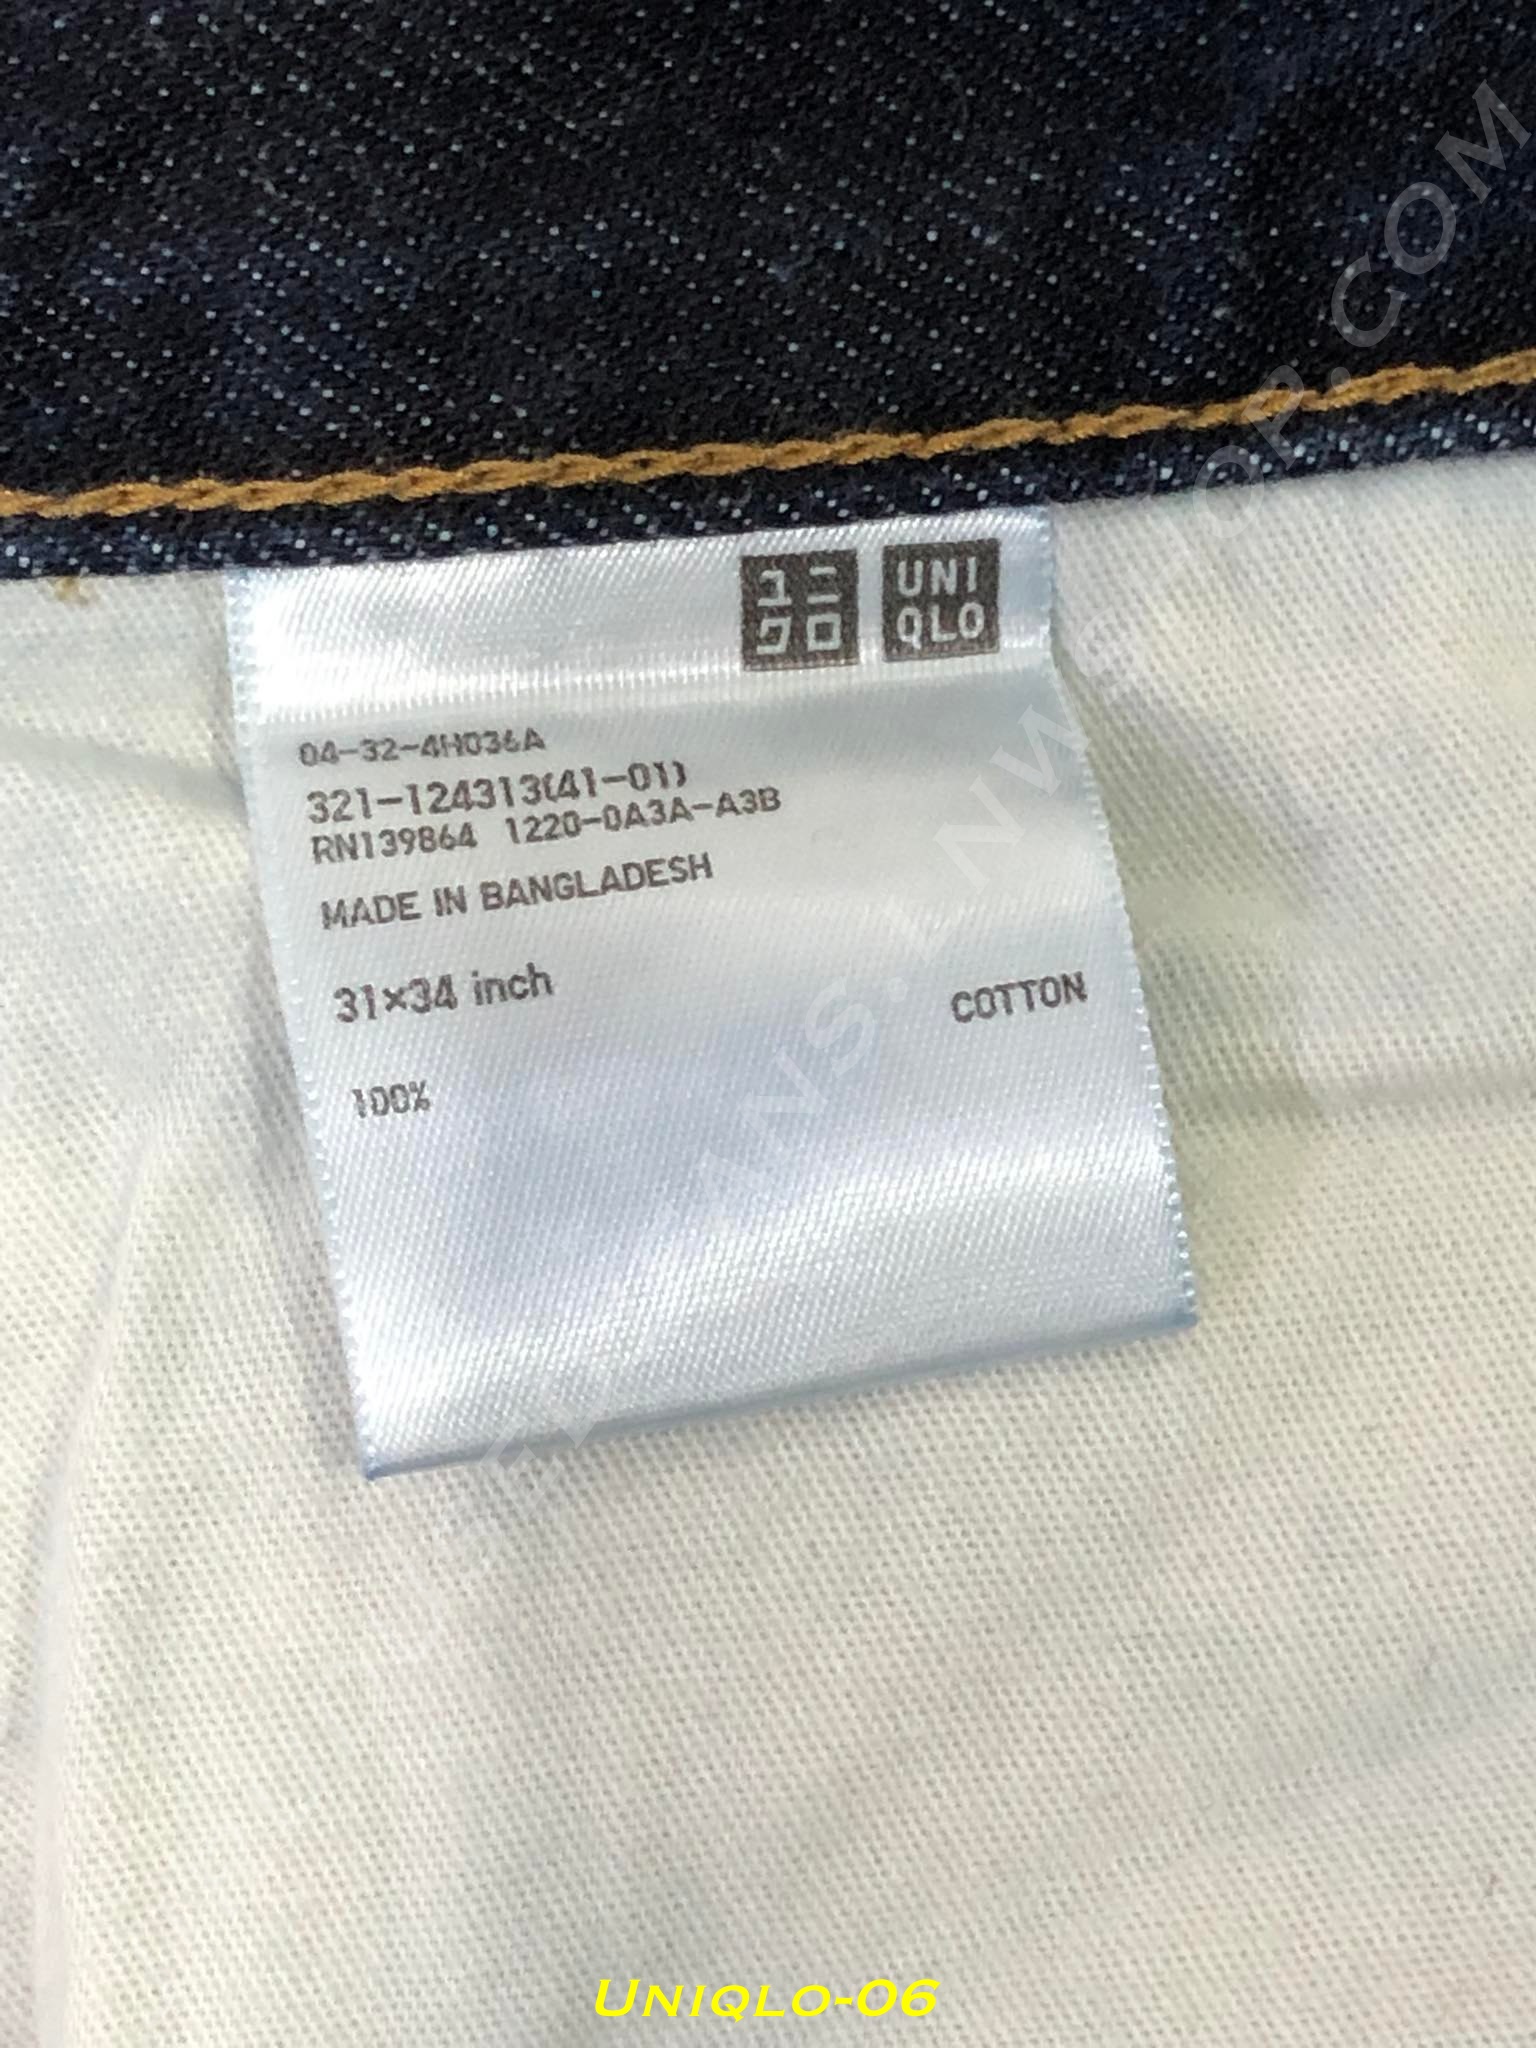 ユニ
クロ
UNI
QLO
04-32-4H036A
321-124313(41-01)
RN139864 1220-0A3A-A3B
MADE IN BANGLADESH
31×34 inch
COTTON
100%
UNIQLO-06